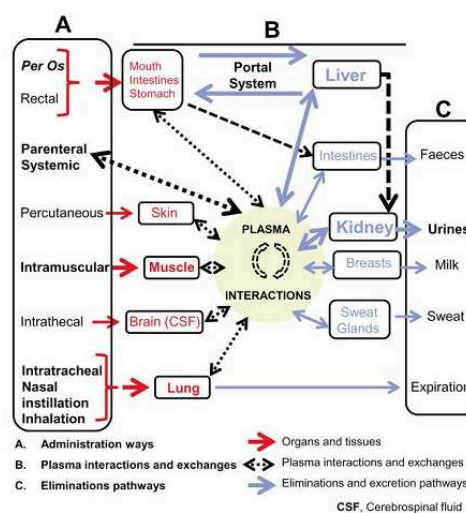 A
B
C
Per Os
Rectal
Mouth
Intestines
Stomach
Portal
System
Liver
Parenteral
Systemic
Intestines
Faeces
Percutaneous
Skin
PLASMA
Kidney
Urines
Intramuscular
Muscle
Breasts
Milk
INTERACTIONS
Intrathecal
Brain (CSF)
Sweat
Glands
Sweat
Intratracheal
Nasal
instillation
Inhalation
Lung
Expiration
A. Administration ways
Organs and tissues
B. Plasma interactions and exchanges
Plasma interactions and exchanges
C. Eliminations pathways
Eliminations and excretion pathways
CSF, Cerebrospinal fluid